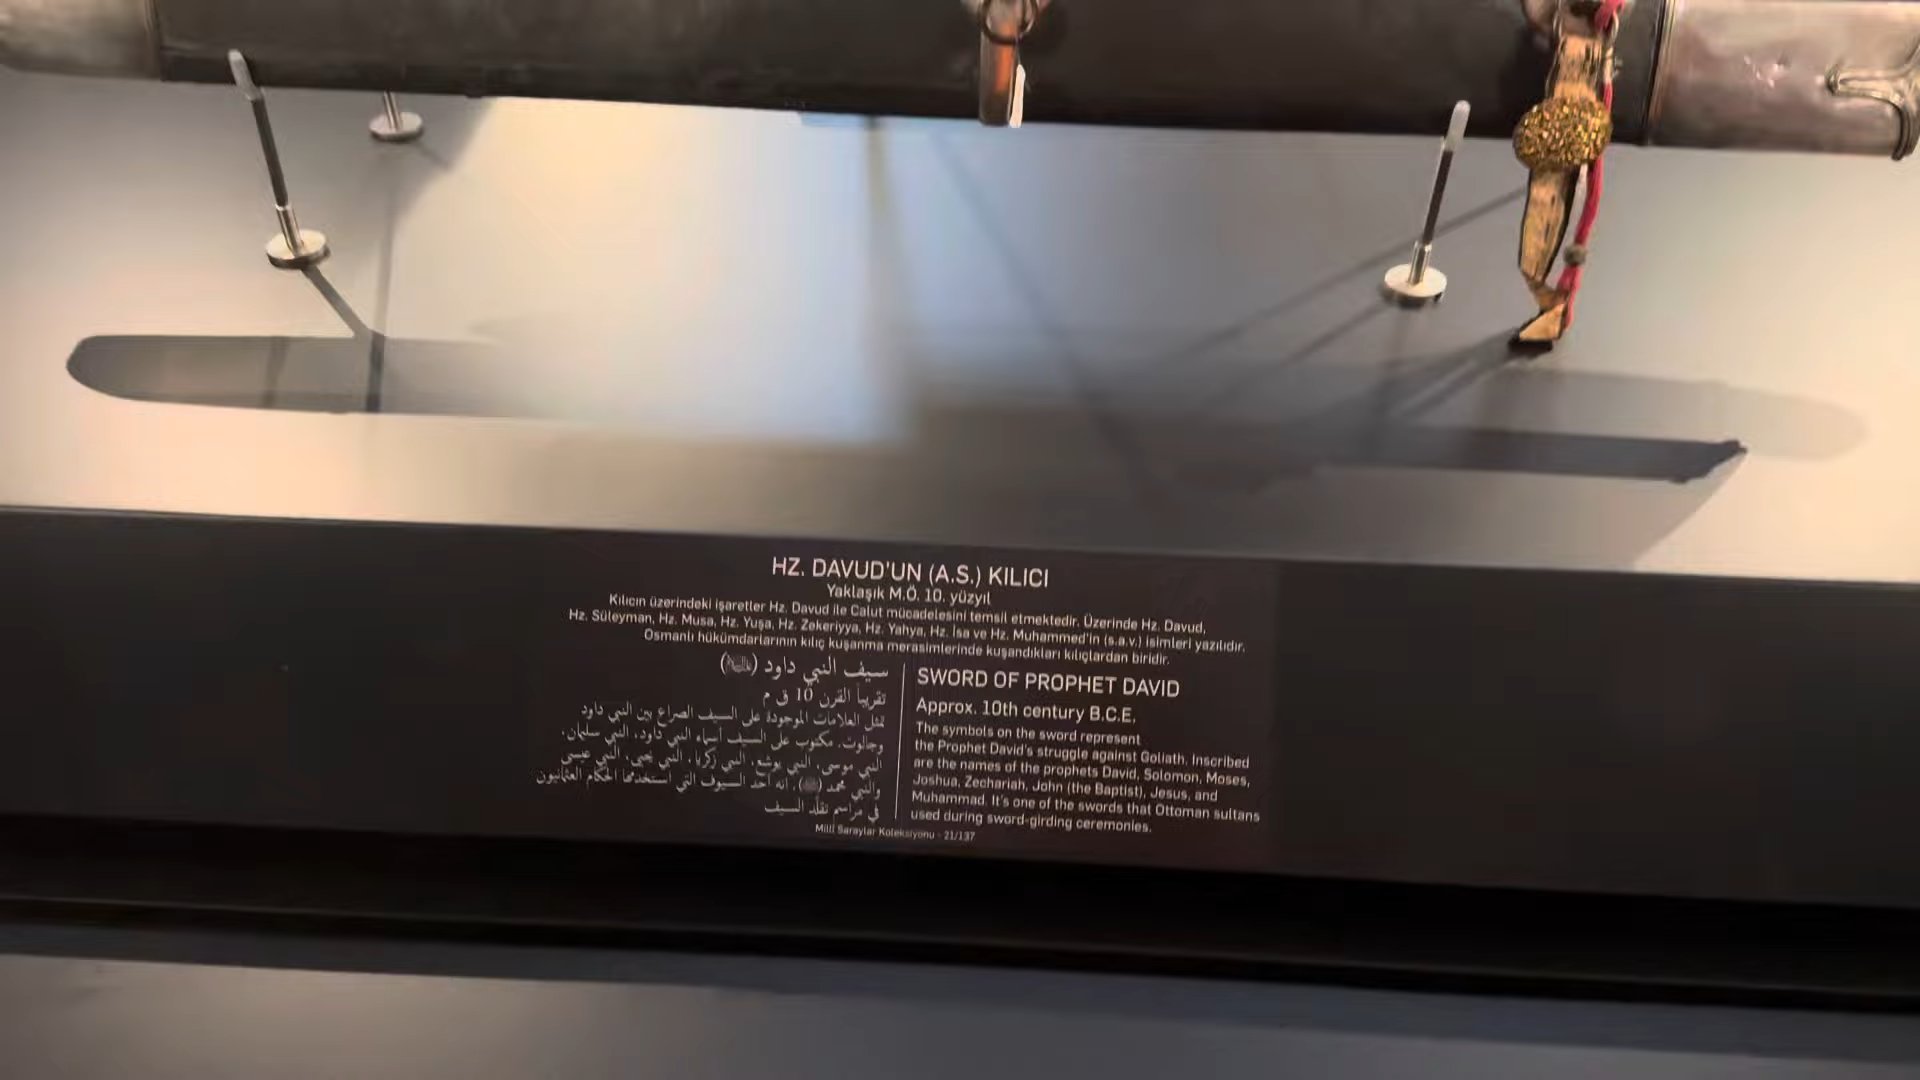 HZ. DAVUD'UN (A.S.) KILICI
Yaklaşık M.Ö. 10. yüzyıl
Kılıcın üzerindeki işaretler Hz. Davud ile Calut mücadelesini temsil etmektedir. Üzerinde Hz. Davud,
Hz. Süleyman, Hz. Musa, Hz. Yuşa, Hz. Zekeriyya, Hz. Yahya, Hz. İsa ve Hz. Muhammed'in (s.a.v.) isimleri yazılıdır.
Osmanlı hükümdarlarının kılıç kuşanma merasimlerinde kuşandıkları kılıçlardan biridir.
سيف النبي داود ()
تقريباً القرن 10 ق م
تمثل العلامات الموجودة على السيف الصراع بين النبي داود
وجالوت. مكتوب على السيف أسماء النبي داود، النبي سليمان،
النبي موسى، النبي يوشع، النبي زكريا، النبي يحيى، النبي عيسى
والنبي محمد (ﷺ). انه أحد السيوف التي استخدمها الحكام العثمانيون
في مراسم تقلد السيف
SWORD OF PROPHET DAVID
Approx. 10th century B.C.E.
The symbols on the sword represent
the Prophet David's struggle against Goliath. Inscribed
are the names of the prophets David, Solomon, Moses,
Joshua, Zechariah, John (the Baptist), Jesus, and
Muhammad. It's one of the swords that Ottoman sultans
used during sword-girding ceremonies.
Milli Saraylar Koleksiyonu - 21/137